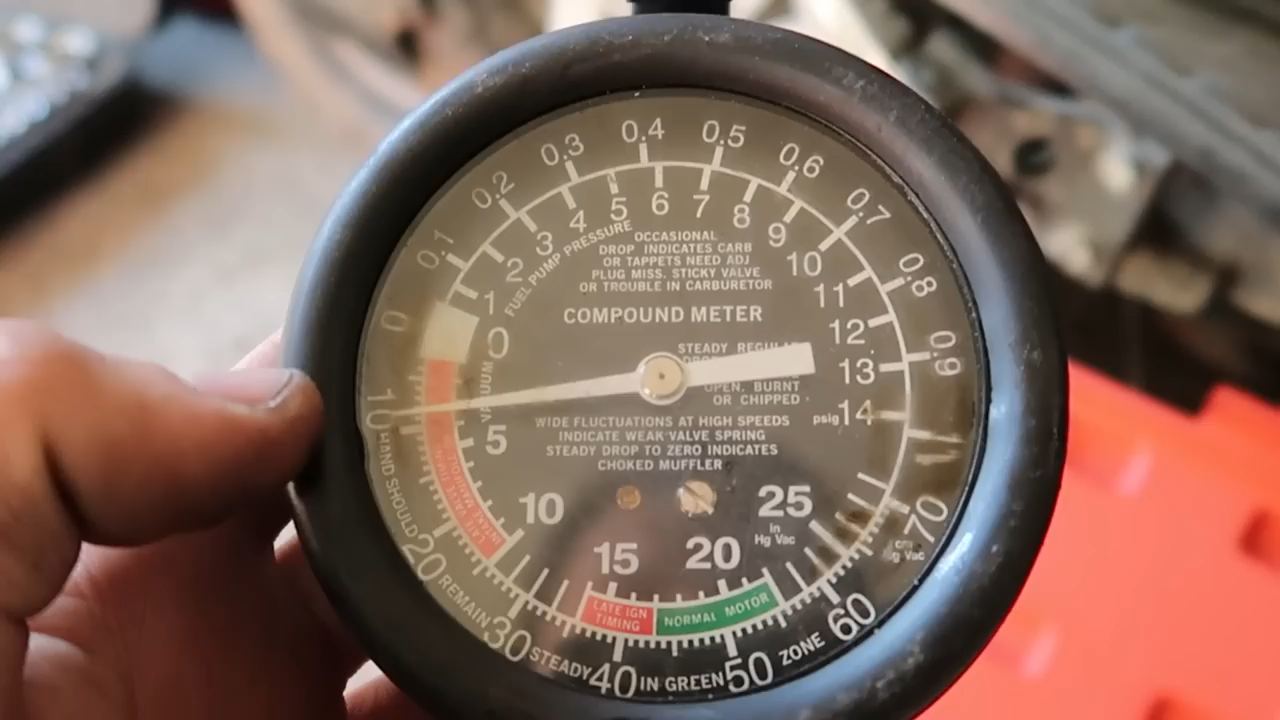 0.1 0.2 0.3 0.4 0.5 0.6 0.7 0.8 0.9
0 1 2 3 4 5 6 7 8 9 10 11 12 13 14 psig
FUEL PUMP PRESSURE
OCCASIONAL
DROP INDICATES CARB
OR TAPPETS NEED ADJ
PLUG MISS. STICKY VALVE
OR TROUBLE IN CARBURETOR
COMPOUND METER
STEADY REGULAR
OPEN. BURNT
OR CHIPPED
WIDE FLUCTUATIONS AT HIGH SPEEDS
INDICATE WEAK VALVE SPRING
STEADY DROP TO ZERO INDICATES
CHOKED MUFFLER
VACUUM
5 10 15 20 25
in
Hg Vac
LATE IGN
TIMING
NORMAL MOTOR
0 10 20 30 40 50 60 70
Vac
HAND SHOULD REMAIN STEADY IN GREEN ZONE